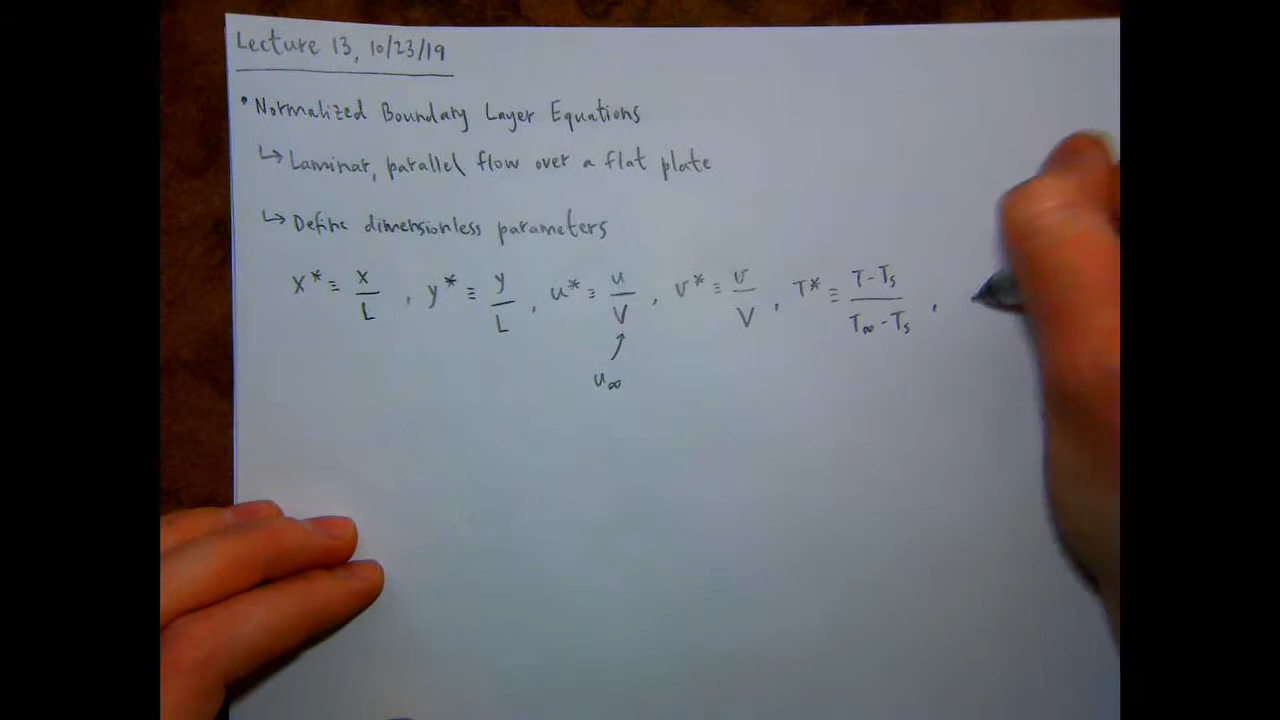 Lecture 13, 10/23/19
• Normalized Boundary Layer Equations
↳ Laminar, parallel flow over a flat plate
↳ Define dimensionless parameters
x* ≡ x/L , y* ≡ y/L , u* ≡ u/V , v* ≡ v/V , T* ≡ (T-Ts)/(T∞-Ts) ,
u∞